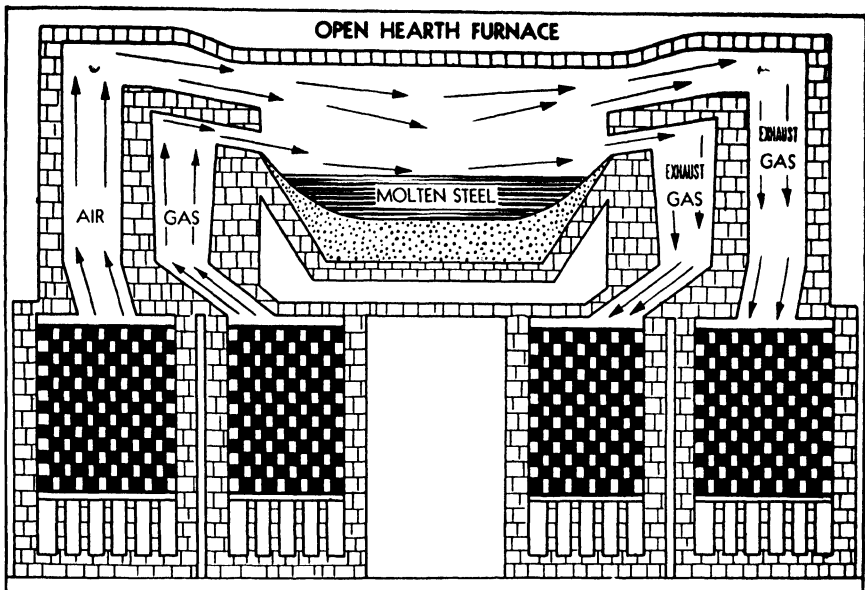 OPEN HEARTH FURNACE
AIR
GAS
MOLTEN STEEL
EXHAUST
GAS
EXHAUST
GAS